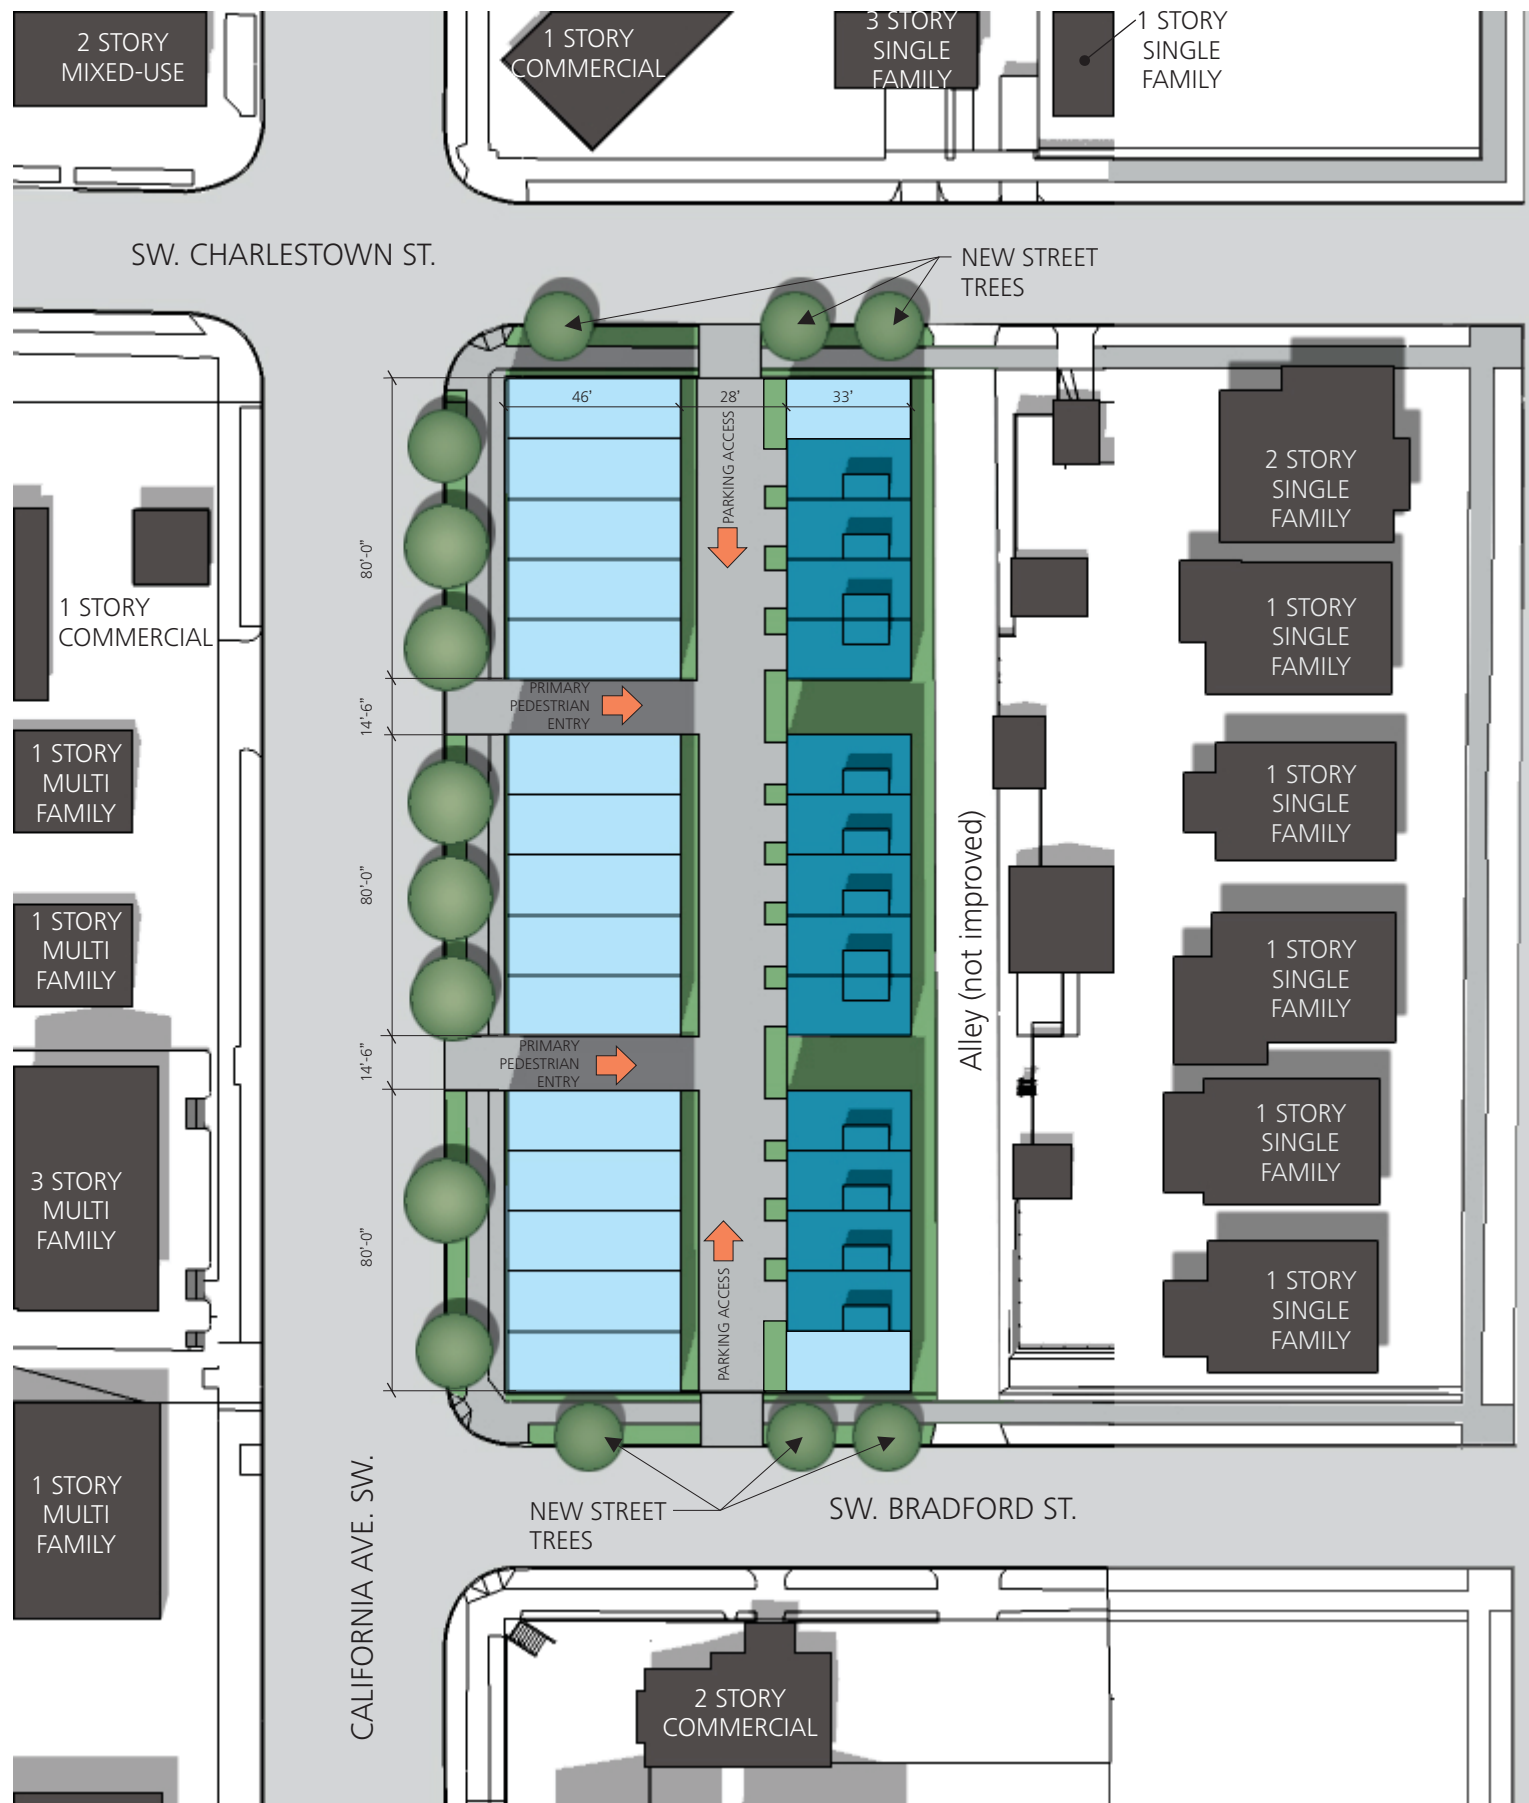 2 STORY
MIXED-USE
1 STORY
COMMERCIAL
3 STORY
SINGLE
FAMILY
1 STORY
SINGLE
FAMILY
SW. CHARLESTOWN ST.
NEW STREET
TREES
46'
28'
33'
PARKING ACCESS
80'-0"
1 STORY
COMMERCIAL
2 STORY
SINGLE
FAMILY
1 STORY
SINGLE
FAMILY
14'-6"
PRIMARY
PEDESTRIAN
ENTRY
1 STORY
MULTI
FAMILY
1 STORY
SINGLE
FAMILY
80'-0"
Alley (not improved)
1 STORY
MULTI
FAMILY
1 STORY
SINGLE
FAMILY
14'-6"
PRIMARY
PEDESTRIAN
ENTRY
1 STORY
SINGLE
FAMILY
3 STORY
MULTI
FAMILY
80'-0"
PARKING ACCESS
1 STORY
SINGLE
FAMILY
1 STORY
MULTI
FAMILY
CALIFORNIA AVE. SW.
NEW STREET
TREES
SW. BRADFORD ST.
2 STORY
COMMERCIAL